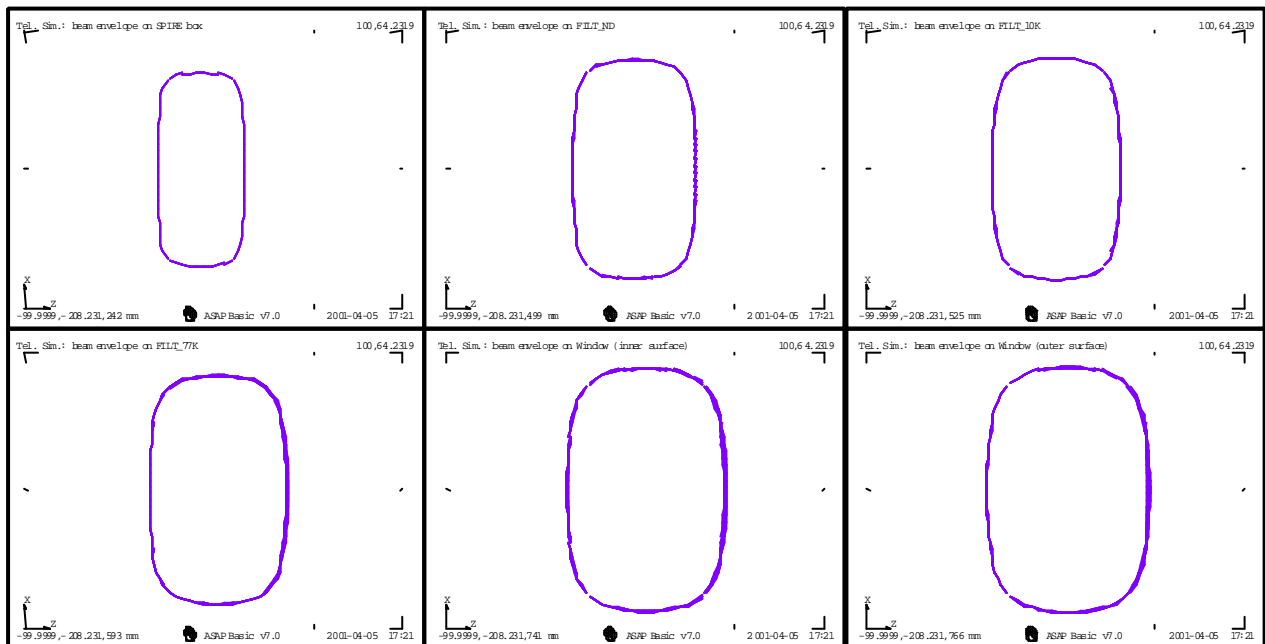 Tel. Sim.: beam envelope on SPIRE box 100,64.2319
X
Z
-99.9999,-208.231,242 mm ASAP Basic v7.0 2001-04-05 17:21
Tel. Sim.: beam envelope on FILT_ND 100,64.2319
X
Z
-99.9999,-208.231,499 mm ASAP Basic v7.0 2001-04-05 17:21
Tel. Sim.: beam envelope on FILT_10K 100,64.2319
X
Z
-99.9999,-208.231,525 mm ASAP Basic v7.0 2001-04-05 17:21
Tel. Sim.: beam envelope on FILT_77K 100,64.2319
X
Z
-99.9999,-208.231,593 mm ASAP Basic v7.0 2001-04-05 17:21
Tel. Sim.: beam envelope on Window (inner surface) 100,64.2319
X
Z
-99.9999,-208.231,741 mm ASAP Basic v7.0 2001-04-05 17:21
Tel. Sim.: beam envelope on Window (outer surface) 100,64.2319
X
Z
-99.9999,-208.231,766 mm ASAP Basic v7.0 2001-04-05 17:21